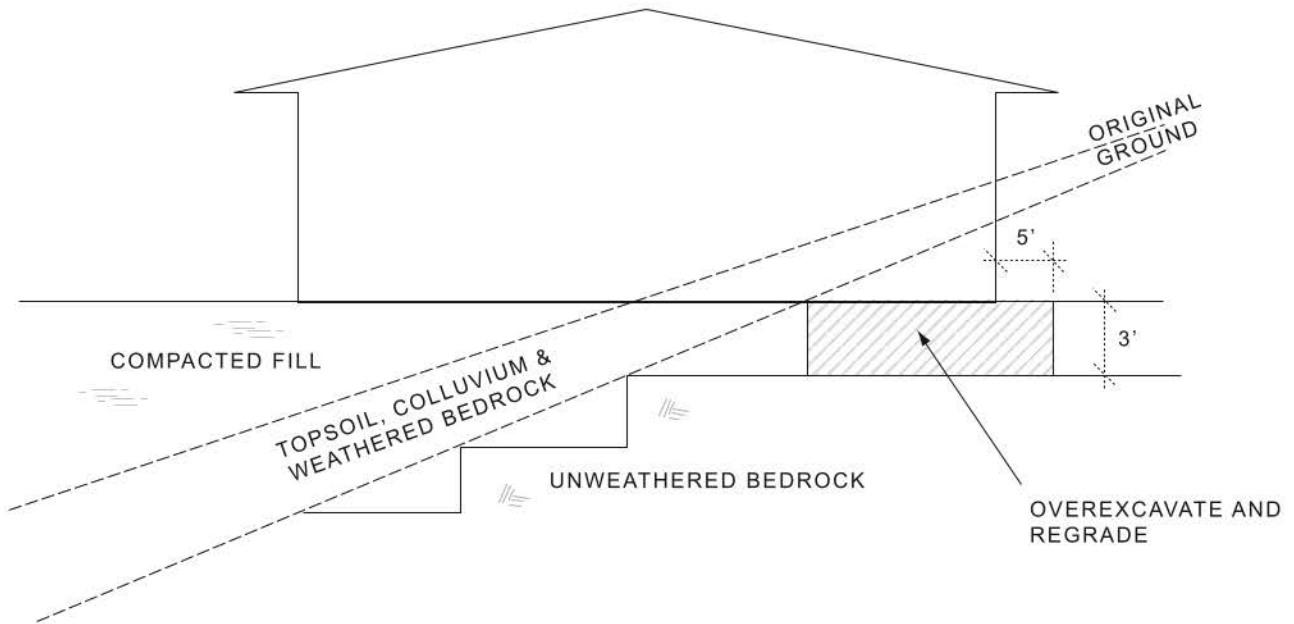 ORIGINAL
GROUND
5’
3’
COMPACTED FILL
TOPSOIL, COLLUVIUM &
WEATHERED BEDROCK
UNWEATHERED BEDROCK
OVEREXCAVATE AND
REGRADE